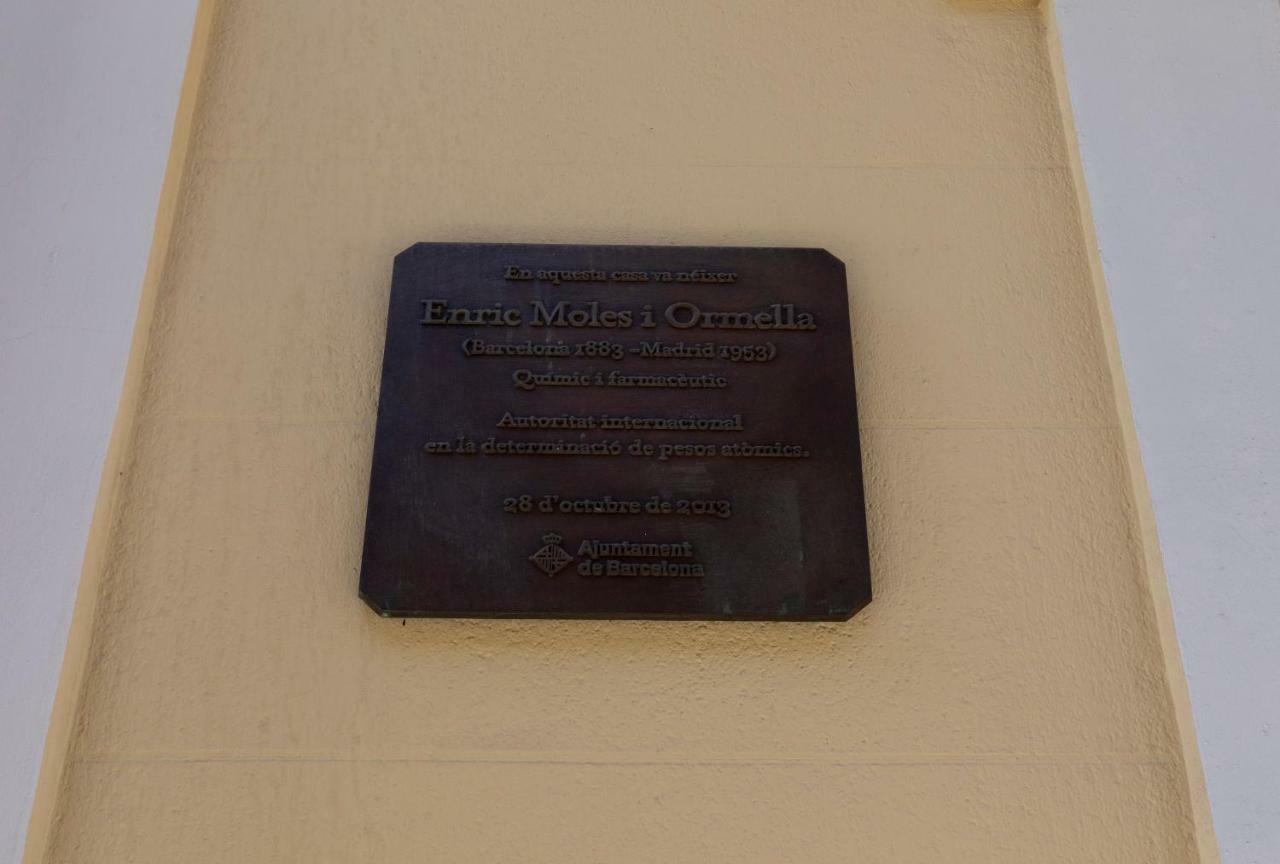 En aquesta casa va néixer
Enric Moles i Ormella
(Barcelona 1883 - Madrid 1953)
Químic i farmacèutic
Autoritat internacional
en la determinació de pesos atòmics.
28 d'octubre de 2013
Ajuntament
de Barcelona